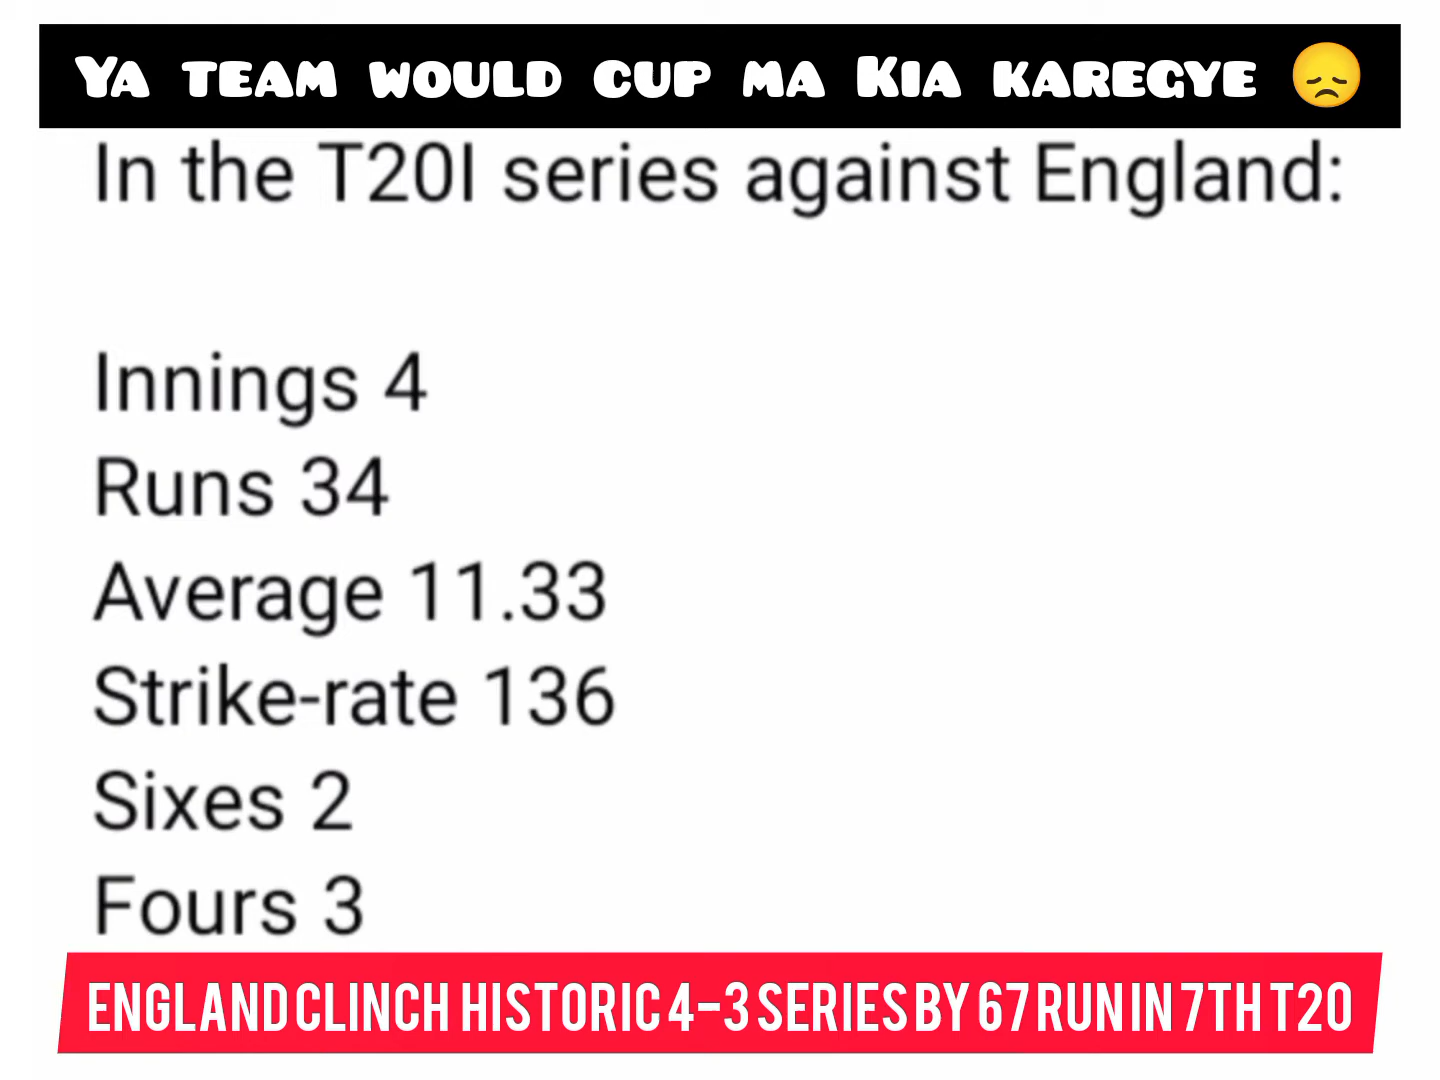 Ya team would cup ma Kia karegye 😞
In the T20I series against England:
Innings 4
Runs 34
Average 11.33
Strike-rate 136
Sixes 2
Fours 3
ENGLAND CLINCH HISTORIC 4-3 SERIES BY 67 RUN IN 7TH T20